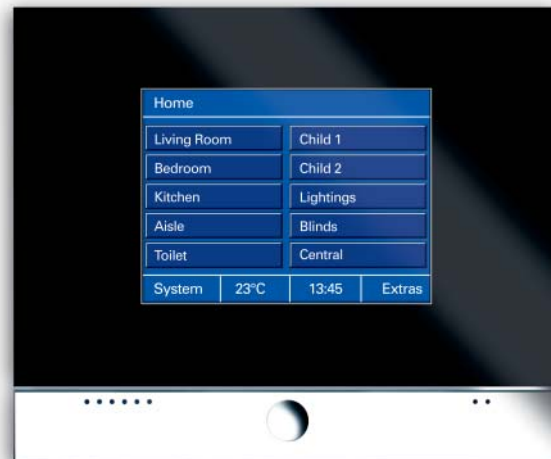 Home
Living Room
Child 1
Bedroom
Child 2
Kitchen
Lightings
Aisle
Blinds
Toilet
Central
System 23°C 13:45 Extras